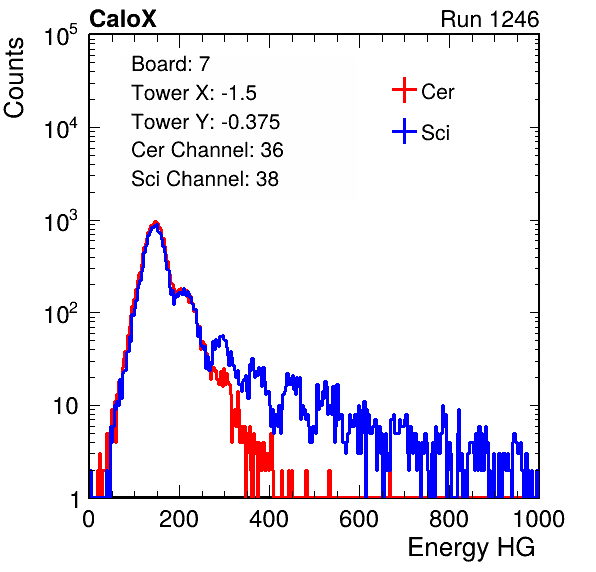 CaloX Run 1246
Counts
10^5
10^4
10^3
10^2
10
1
Board: 7
Tower X: -1.5
Tower Y: -0.375
Cer Channel: 36
Sci Channel: 38
Cer
Sci
0 200 400 600 800 1000
Energy HG